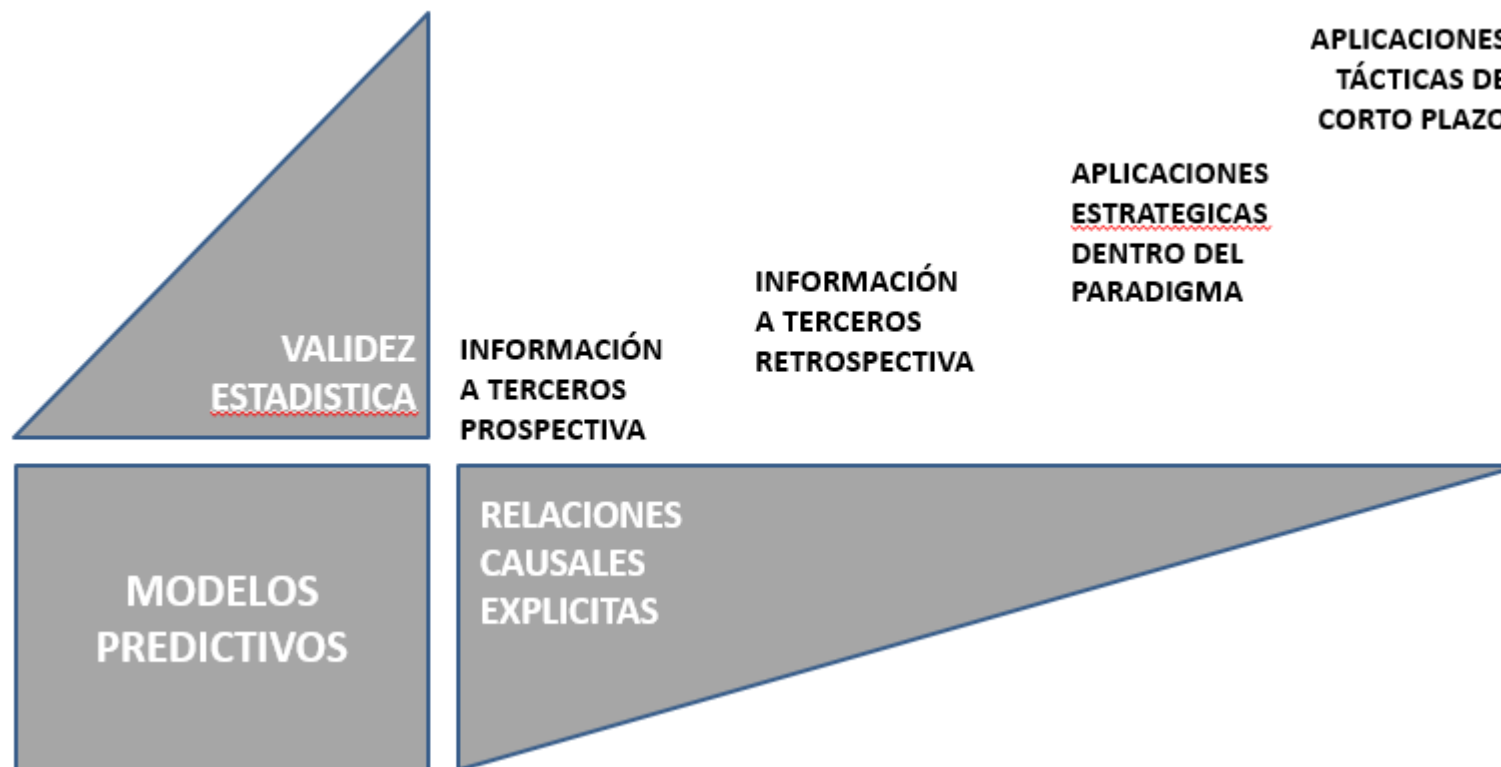 APLICACIONES
TÁCTICAS DE
CORTO PLAZO
APLICACIONES
ESTRATEGICAS
DENTRO DEL
PARADIGMA
INFORMACIÓN
A TERCEROS
RETROSPECTIVA
VALIDEZ
ESTADISTICA
INFORMACIÓN
A TERCEROS
PROSPECTIVA
MODELOS
PREDICTIVOS
RELACIONES
CAUSALES
EXPLICITAS